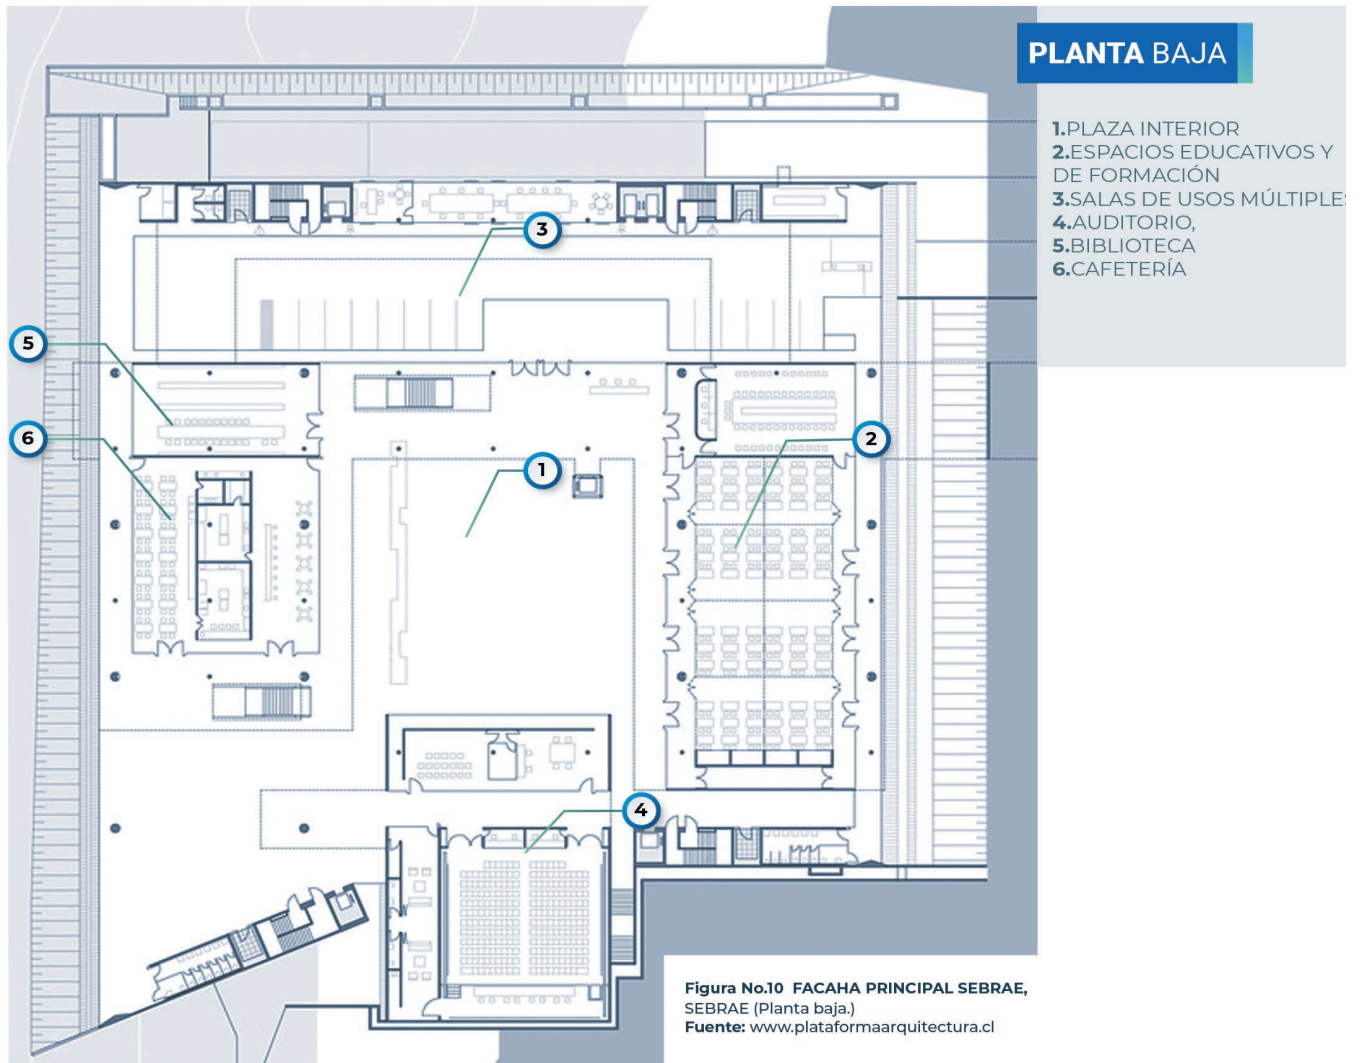 PLANTA BAJA
1.PLAZA INTERIOR
2.ESPACIOS EDUCATIVOS Y
DE FORMACIÓN
3.SALAS DE USOS MÚLTIPLES
4.AUDITORIO,
5.BIBLIOTECA
6.CAFETERÍA
3
5
6
2
1
4
Figura No.10 FACAHA PRINCIPAL SEBRAE,
SEBRAE (Planta baja.)
Fuente: www.plataformaarquitectura.cl